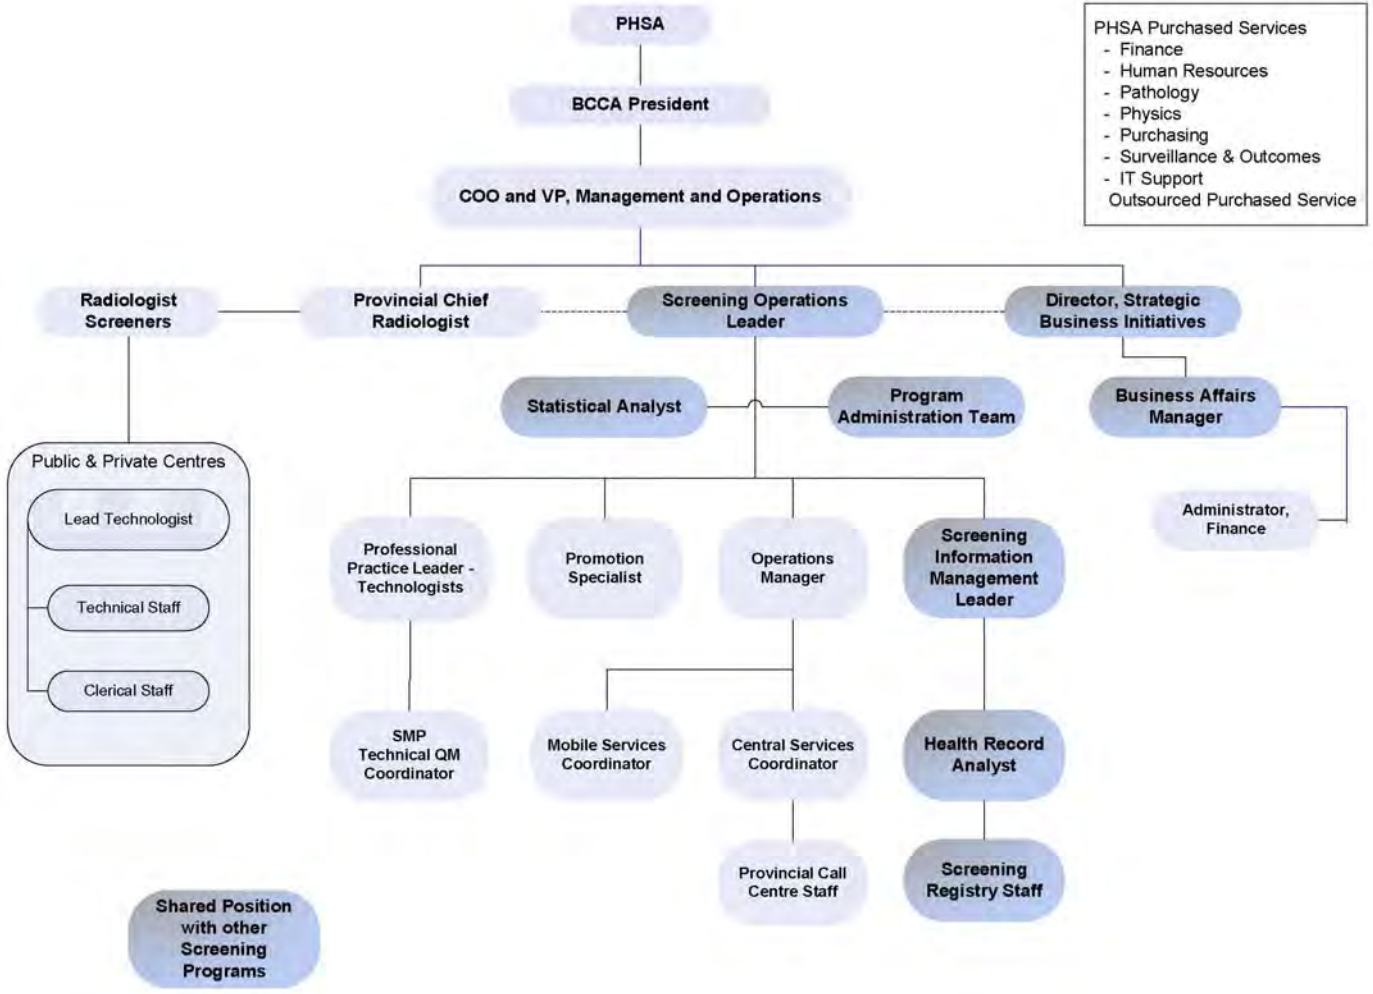 PHSA
BCCA President
COO and VP, Management and Operations
PHSA Purchased Services
- Finance
- Human Resources
- Pathology
- Physics
- Purchasing
- Surveillance & Outcomes
- IT Support
Outsourced Purchased Service
Radiologist
Screeners
Provincial Chief
Radiologist
Screening Operations
Leader
Director, Strategic
Business Initiatives
Statistical Analyst
Program
Administration Team
Business Affairs
Manager
Public & Private Centres
Lead Technologist
Technical Staff
Clerical Staff
Administrator,
Finance
Professional
Practice Leader -
Technologists
Promotion
Specialist
Operations
Manager
Screening
Information
Management
Leader
SMP
Technical QM
Coordinator
Mobile Services
Coordinator
Central Services
Coordinator
Health Record
Analyst
Provincial Call
Centre Staff
Screening
Registry Staff
Shared Position
with other
Screening
Programs